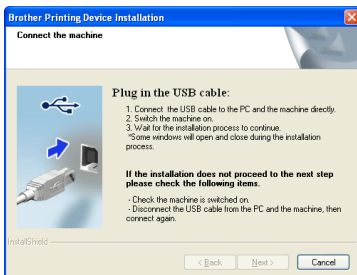 Brother Printing Device Installation
Connect the machine
Plug in the USB cable:
1. Connect the USB cable to the PC and the machine directly.
2. Switch the machine on.
3. Wait for the installation process to continue.
*Some windows will open and close during the installation
process.
If the installation does not proceed to the next step
please check the following items.
- Check the machine is switched on.
- Disconnect the USB cable from the PC and the machine, then
connect again.
InstallShield
< Back Next > Cancel